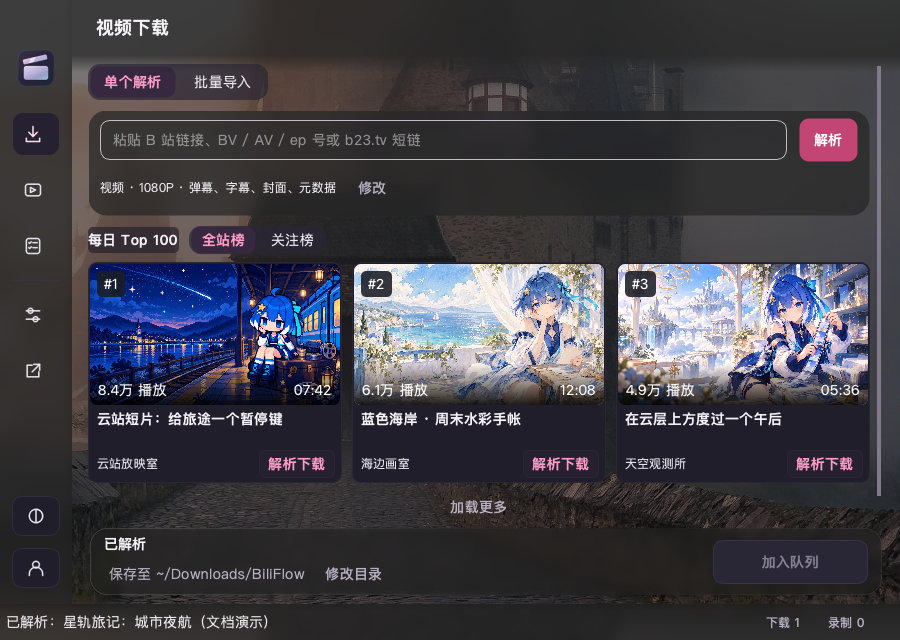 视频下载
单个解析 批量导入
粘贴 B 站链接、BV / AV / ep 号或 b23.tv 短链 解析
视频 · 1080P · 弹幕、字幕、封面、元数据 修改
每日 Top 100 全站榜 关注榜
#1 #2 #3
8.4万 播放 07:42 6.1万 播放 12:08 4.9万 播放 05:36
云站短片：给旅途一个暂停键 蓝色海岸 · 周末水彩手帐 在云层上方度过一个午后
云站放映室 解析下载 海边画室 解析下载 天空观测所 解析下载
加载更多
已解析
保存至 ~/Downloads/BiliFlow 修改目录 加入队列
已解析：星轨旅记：城市夜航（文档演示） 下载 1 录制 0